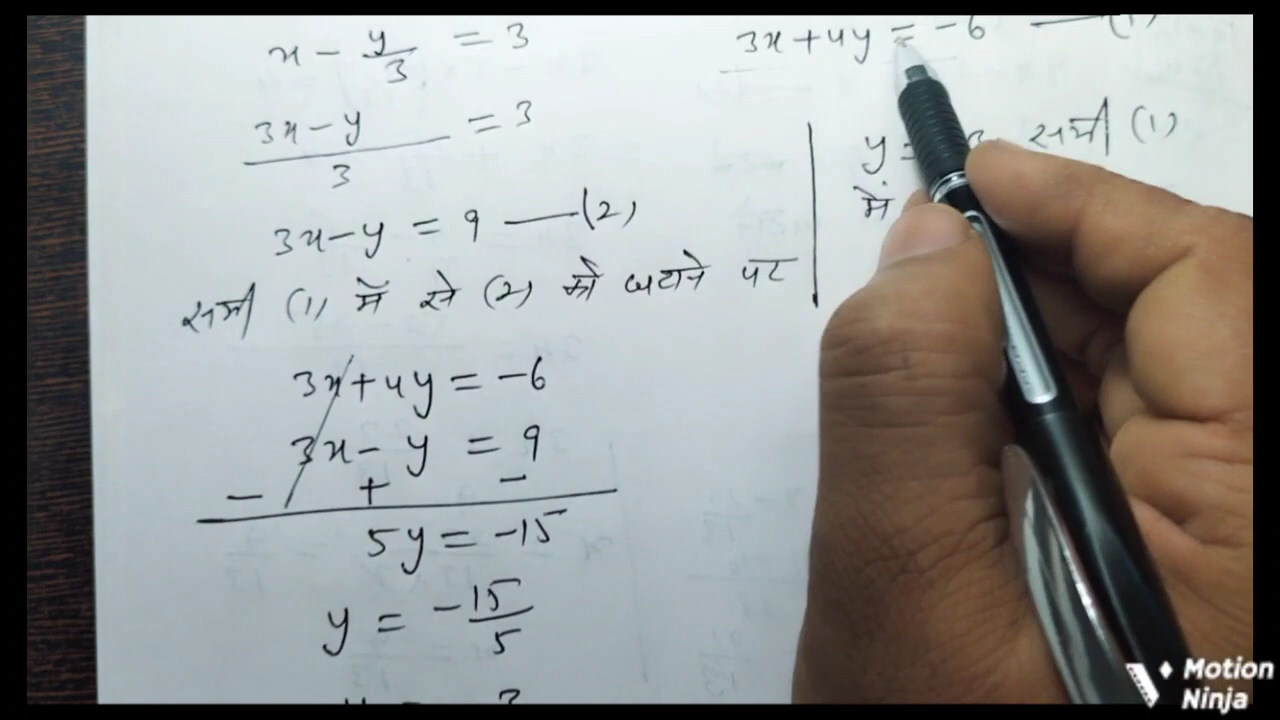 x - y/3 = 3
(3x - y)/3 = 3
3x - y = 9 —(2)
समी (1) में से (2) को घटाने पर
3x + 4y = -6
3x - y = 9
- + -
5y = -15
y = -15/5
3x + 4y = -6 —(1)
y = समी (1)
में
Motion
Ninja